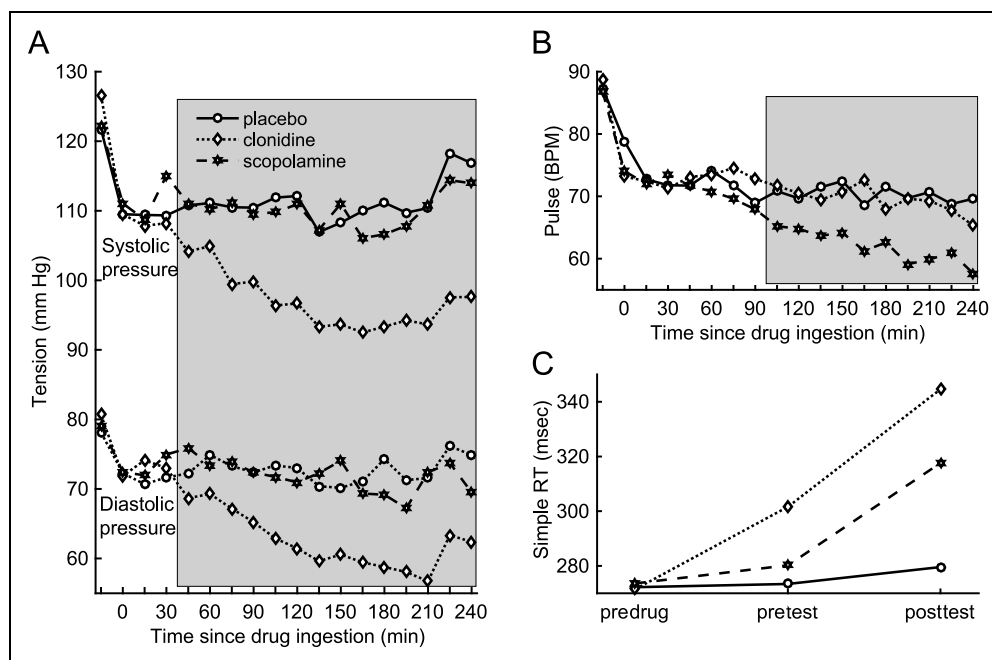 A
Tension (mm Hg)
130
120
110
100
90
80
70
60
placebo
clonidine
scopolamine
Systolic
pressure
Diastolic
pressure
0 30 60 90 120 150 180 210 240
Time since drug ingestion (min)
B
Pulse (BPM)
90
80
70
60
0 30 60 90 120 150 180 210 240
Time since drug ingestion (min)
C
Simple RT (msec)
340
320
300
280
predrug pretest posttest